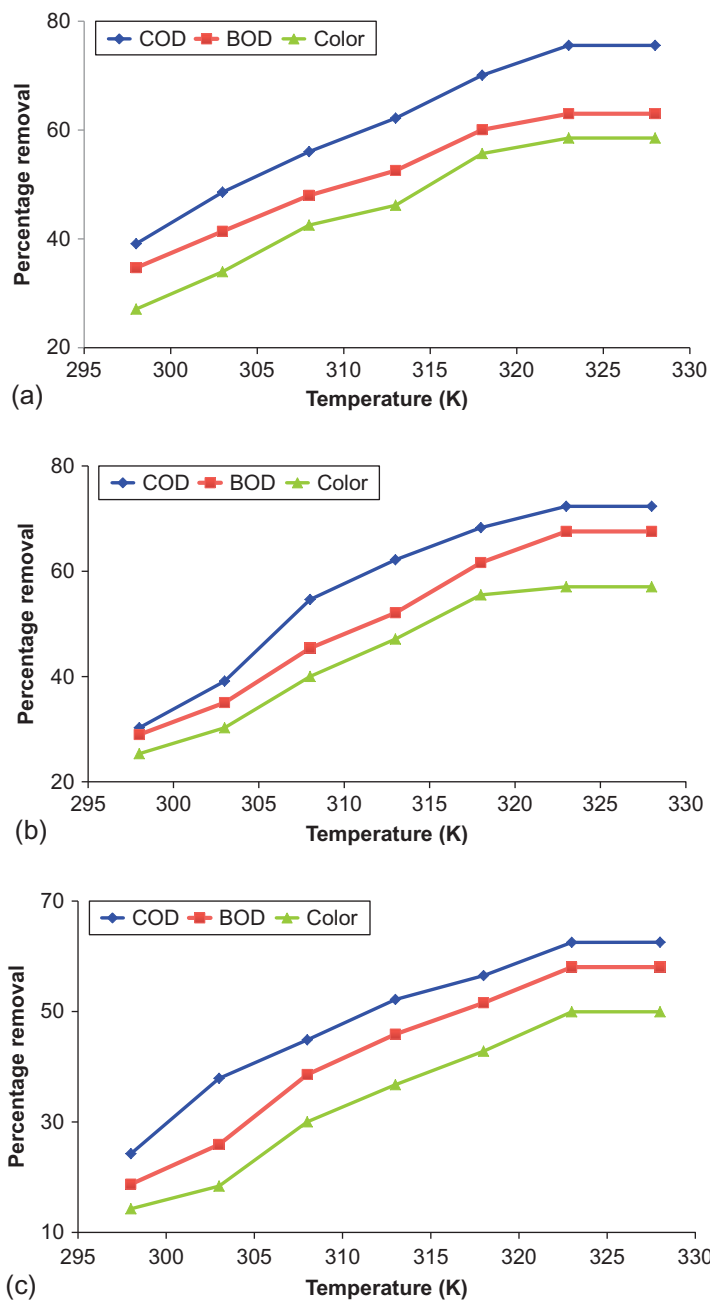 80
COD BOD Color
60
40
20
Percentage removal
295 300 305 310 315 320 325 330
Temperature (K)
(a)
80
COD BOD Color
60
40
20
Percentage removal
295 300 305 310 315 320 325 330
Temperature (K)
(b)
70
COD BOD Color
50
30
10
Percentage removal
295 300 305 310 315 320 325 330
Temperature (K)
(c)